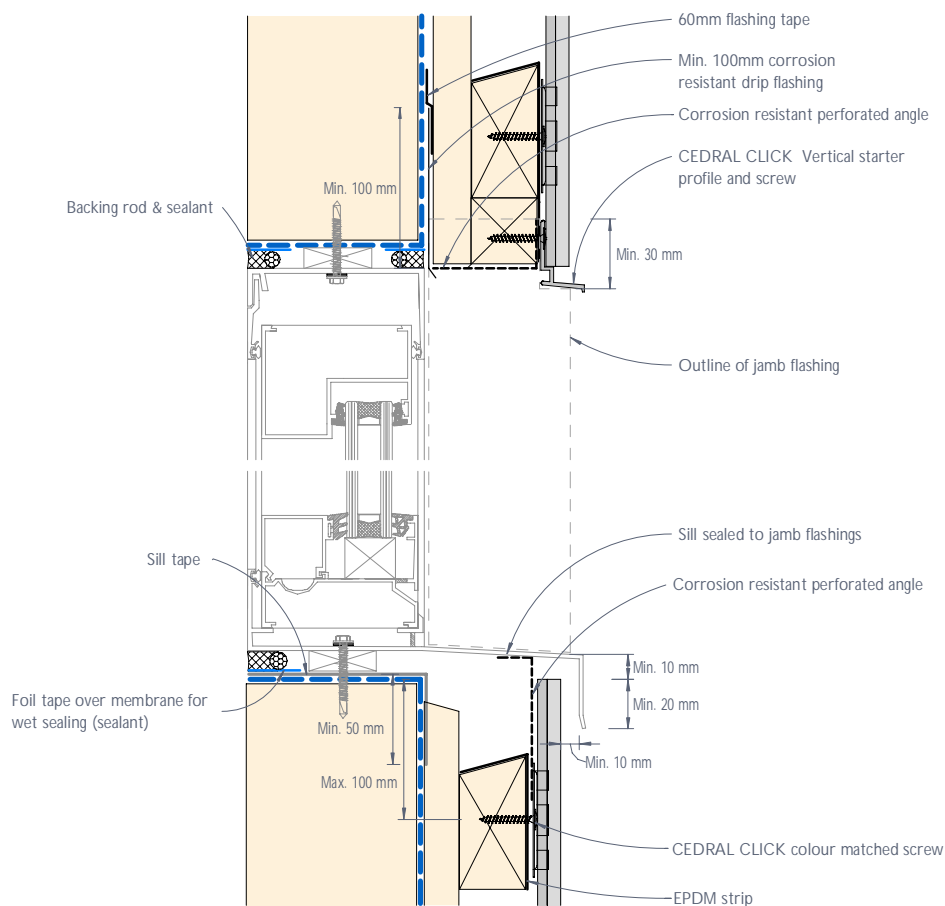 60mm flashing tape
Min. 100mm corrosion
resistant drip flashing
Corrosion resistant perforated angle
CEDRAL CLICK Vertical starter
profile and screw
Min. 100 mm
Backing rod & sealant
Min. 30 mm
Outline of jamb flashing
Sill sealed to jamb flashings
Sill tape
Corrosion resistant perforated angle
Min. 10 mm
Foil tape over membrane for
wet sealing (sealant)
Min. 20 mm
Min. 50 mm
Min. 10 mm
Max. 100 mm
CEDRAL CLICK colour matched screw
EPDM strip